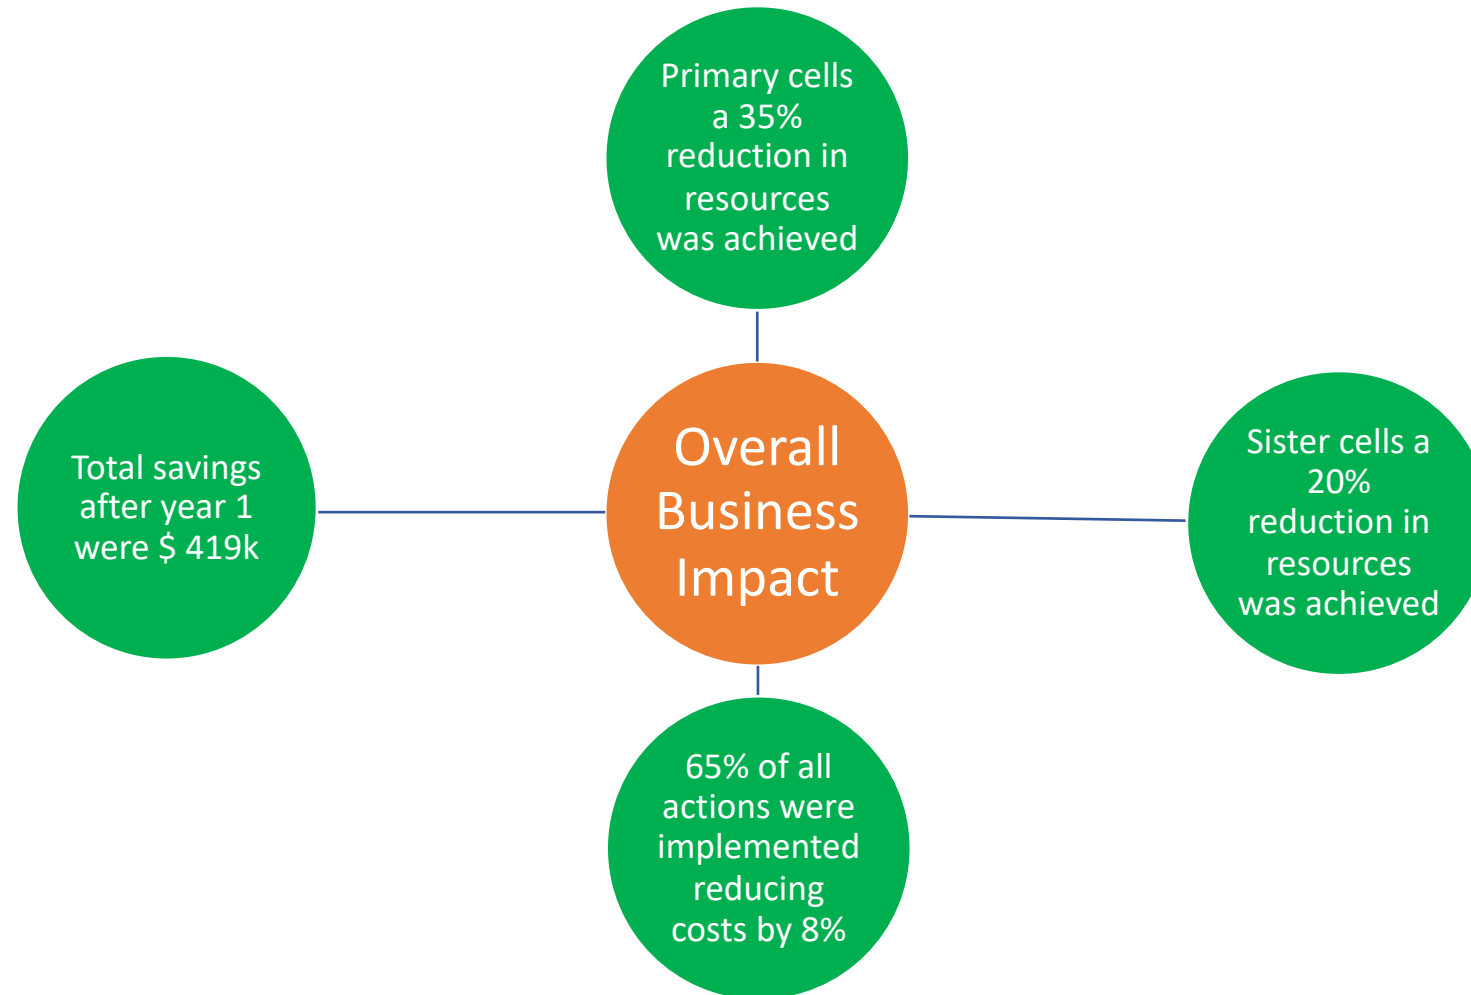 Primary cells
a 35%
reduction in
resources
was achieved
Total savings
after year 1
were $ 419k
Overall
Business
Impact
Sister cells a
20%
reduction in
resources
was achieved
65% of all
actions were
implemented
reducing
costs by 8%